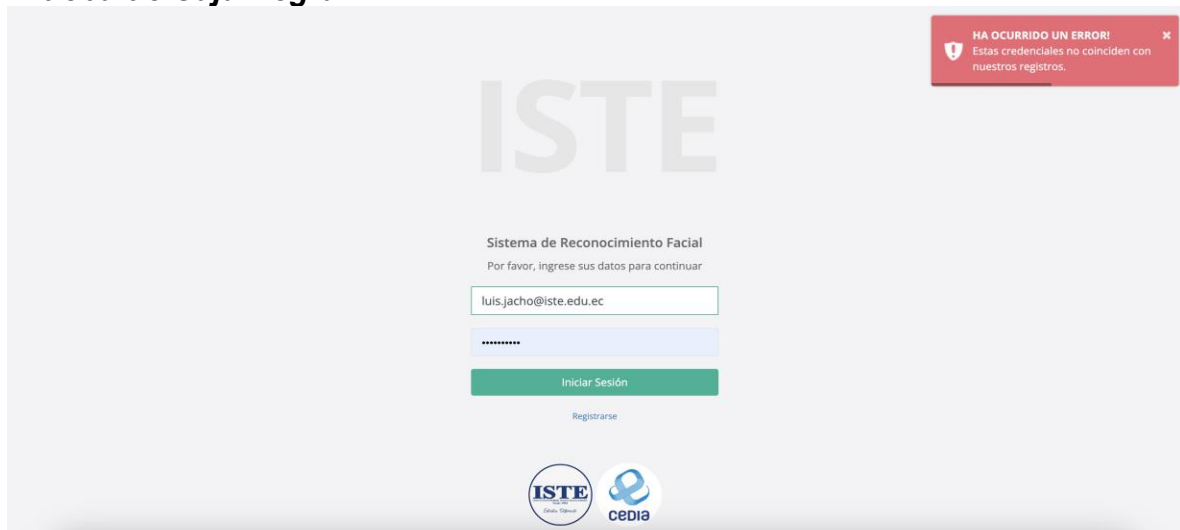 HA OCURRIDO UN ERROR!
Estas credenciales no coinciden con
nuestros registros.
ISTE
Sistema de Reconocimiento Facial
Por favor, ingrese sus datos para continuar
luis.jacho@iste.edu.ec
••••••••••
Iniciar Sesión
Registrarse
ISTE
cedia